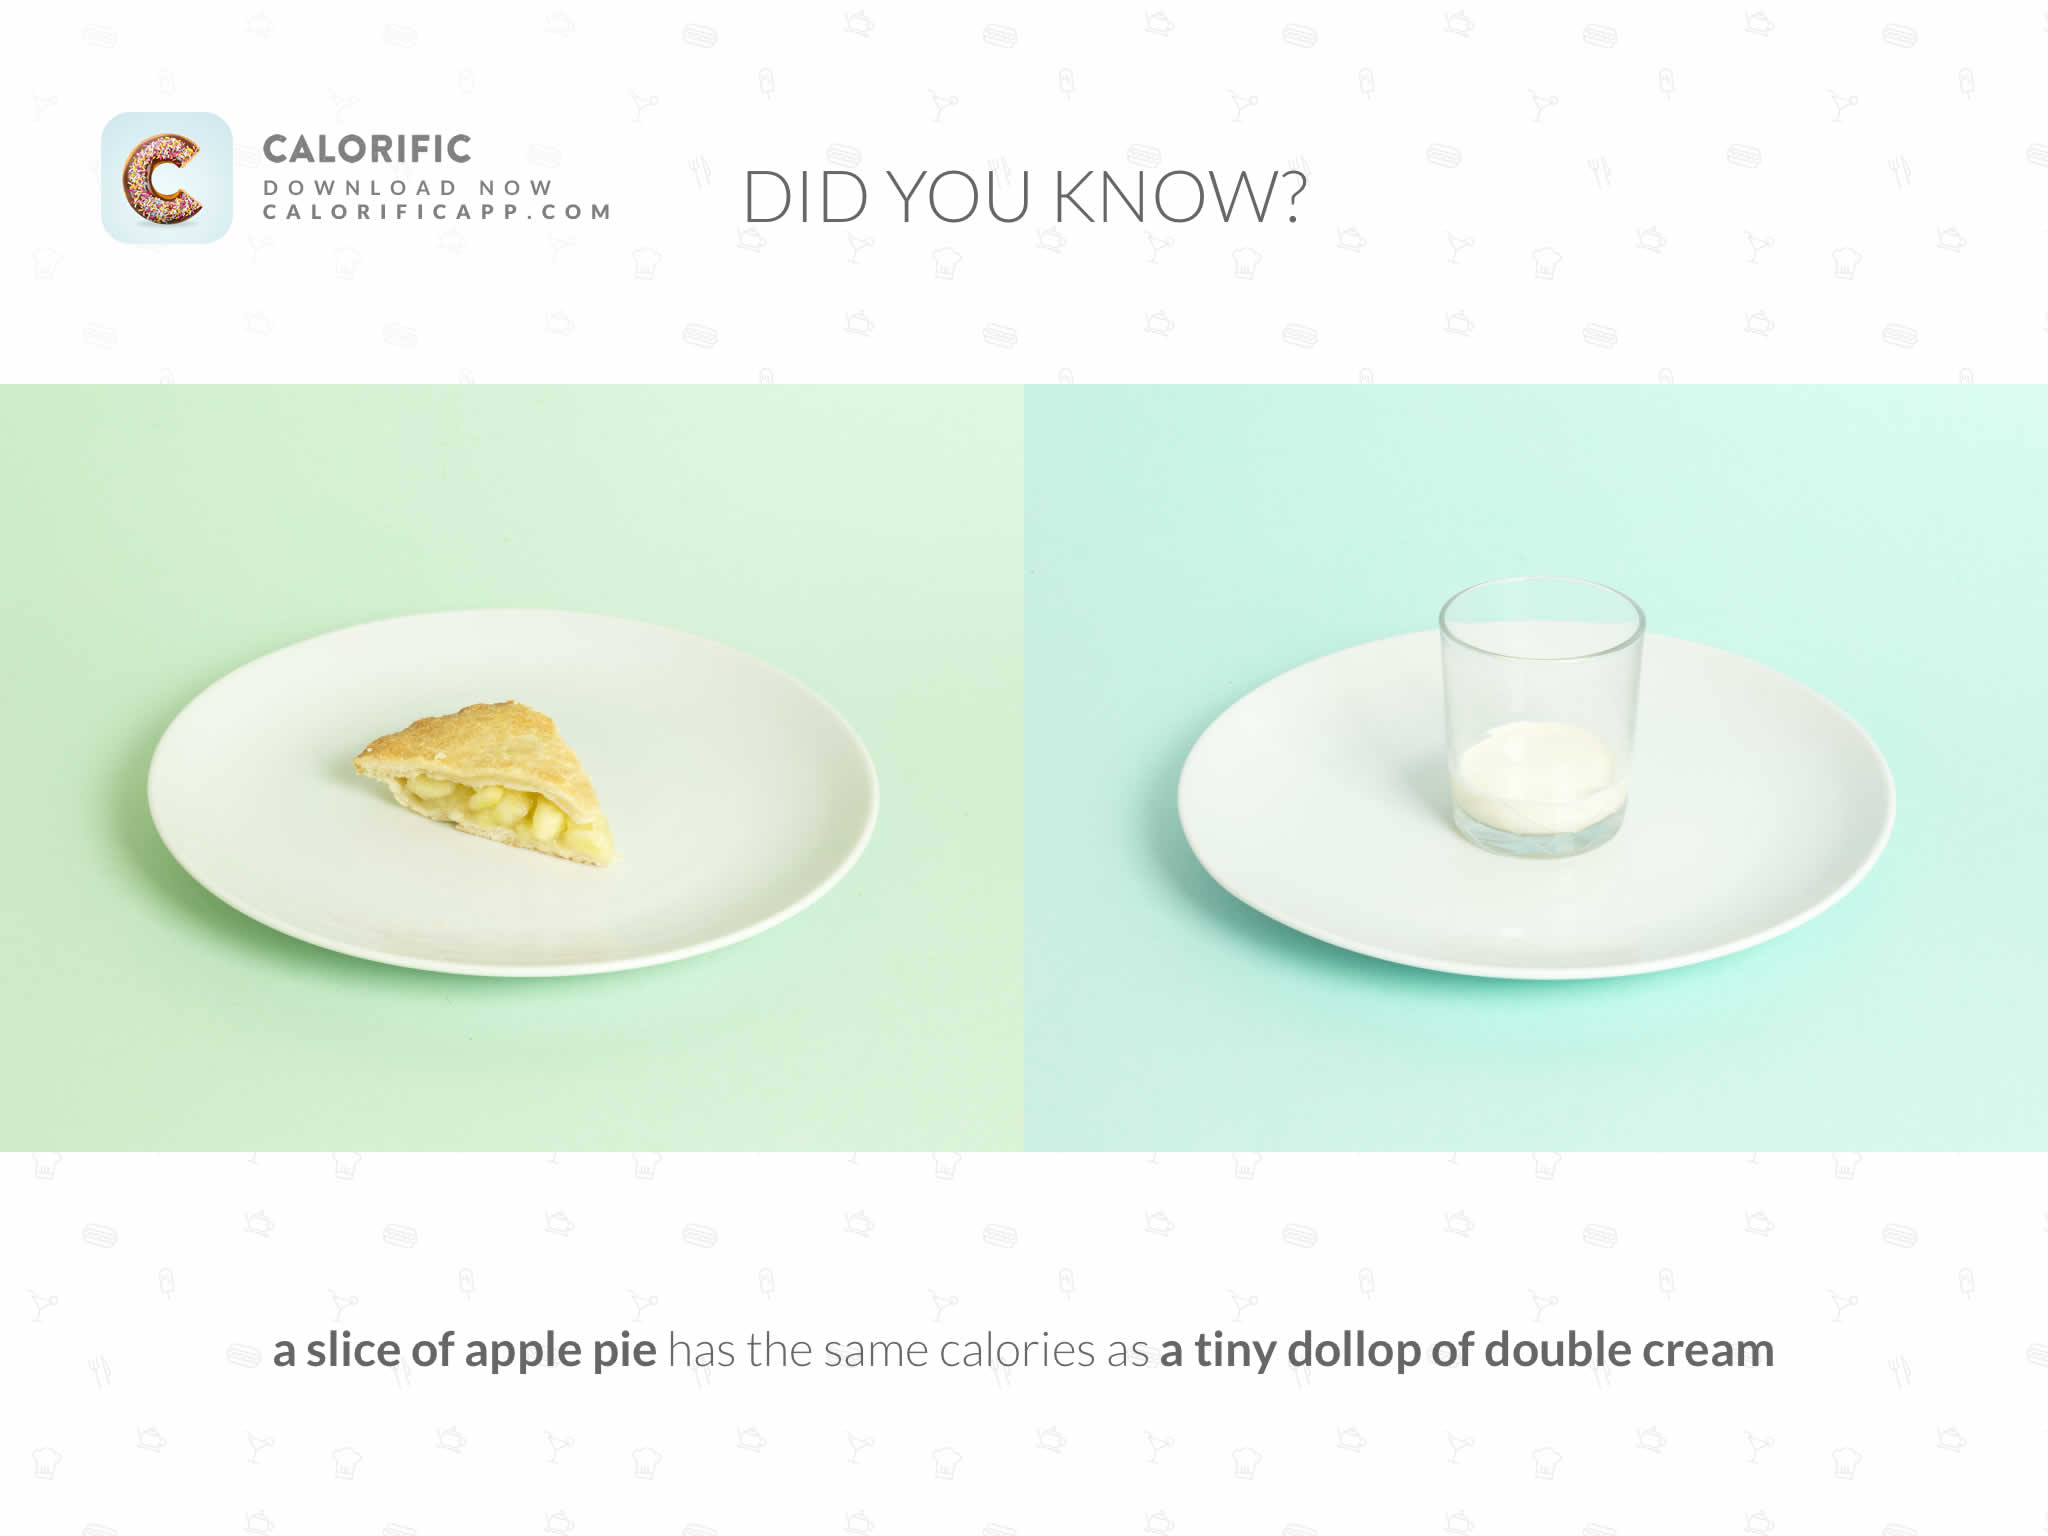 CALORIFIC
DOWNLOAD NOW
CALORIFICAPP.COM
DID YOU KNOW?
a slice of apple pie has the same calories as a tiny dollop of double cream